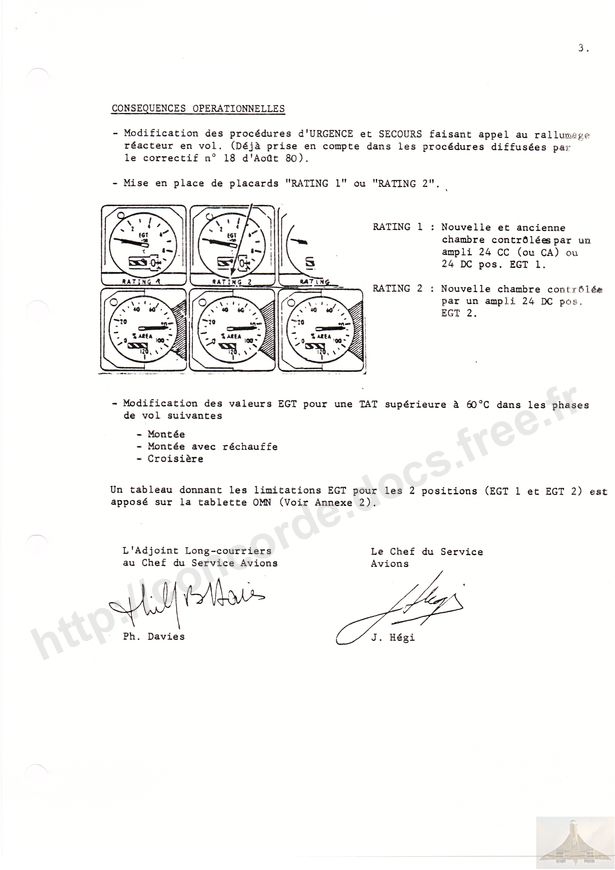 3.
CONSEQUENCES OPERATIONNELLES
- Modification des procédures d'URGENCE et SECOURS faisant appel au rallumege
réacteur en vol. (Déjà prise en compte dans les procédures diffusées par
le correctif n° 18 d'Août 80).
- Mise en place de placards "RATING 1" ou "RATING 2".
EGT
EGT
RATING 1
RATING 2
RATING
% AREA
% AREA
% AREA
RATING 1 : Nouvelle et ancienne
chambre contrôlées par un
ampli 24 CC (ou CA) ou
24 DC pos. EGT 1.
RATING 2 : Nouvelle chambre contrôlée
par un ampli 24 DC pos.
EGT 2.
- Modification des valeurs EGT pour une TAT supérieure à 60°C dans les phases
de vol suivantes
- Montée
- Montée avec réchauffe
- Croisière
Un tableau donnant les limitations EGT pour les 2 positions (EGT 1 et EGT 2) est
apposé sur la tablette OMN (Voir Annexe 2).
L'Adjoint Long-courriers
au Chef du Service Avions
Le Chef du Service
Avions
J. Hégi
Ph. Davies
J. Hégi
http://concorde.docs.free.fr